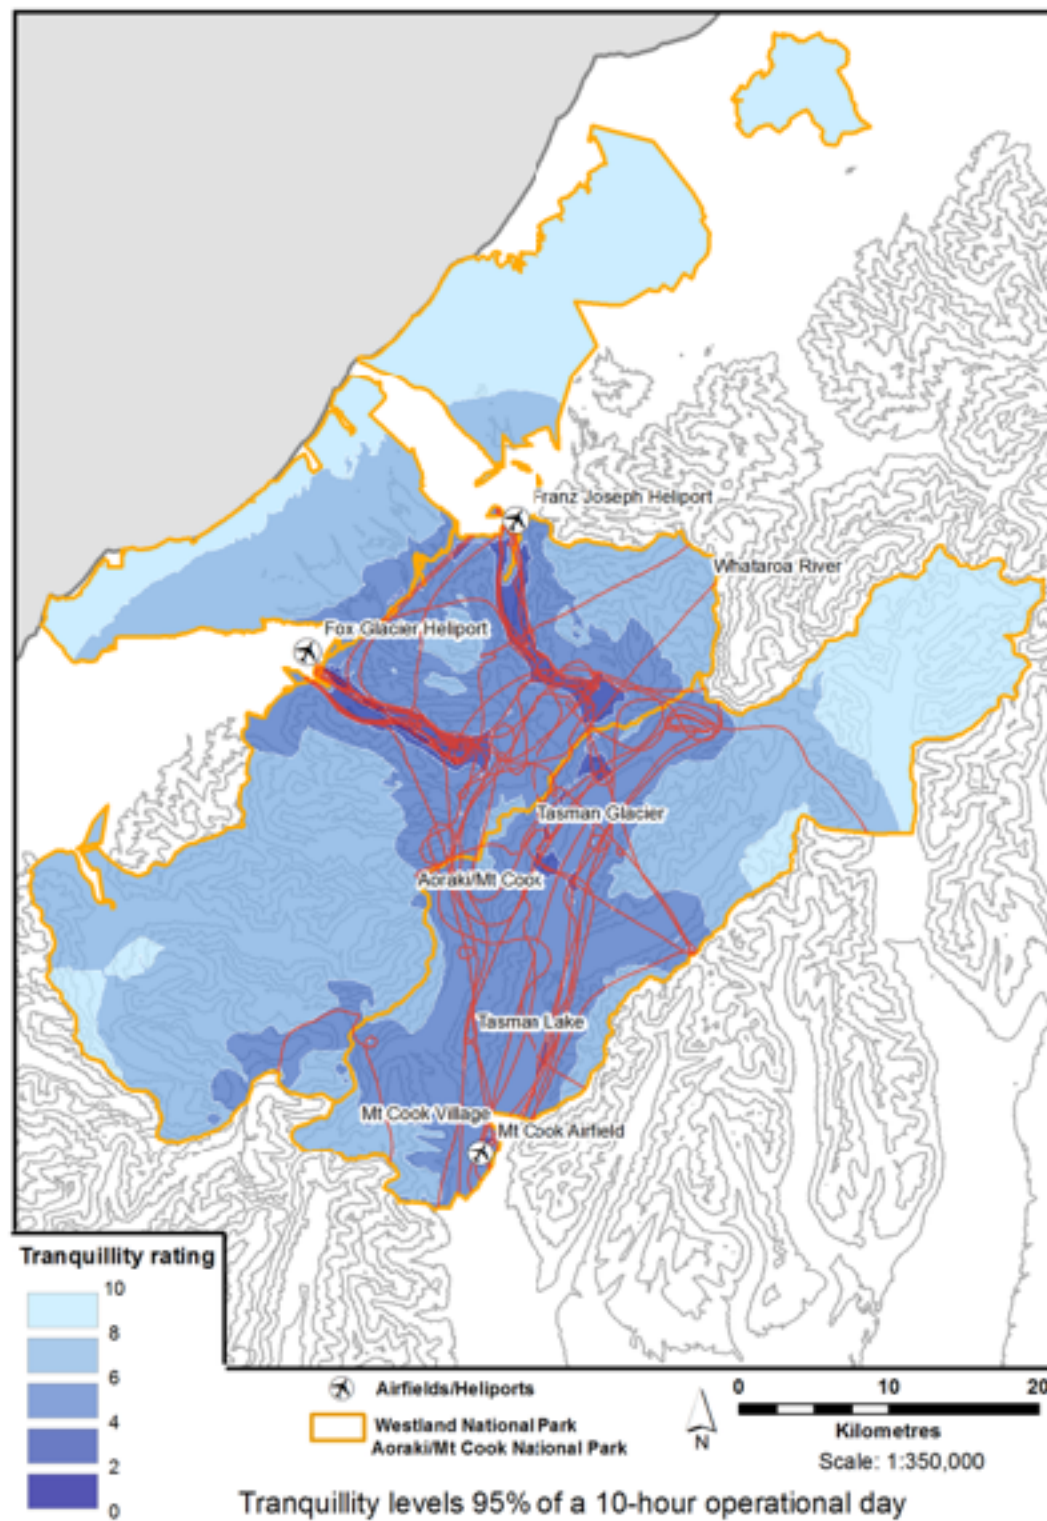 Franz Joseph Heliport
Whataroa River
Fox Glacier Heliport
Tasman Glacier
Aoraki/Mt Cook
Tasman Lake
Mt Cook Villlage
Mt Cook Airfield
Tranquillity rating
10
8
6
4
2
0
Airfields/Heliports
Westland National Park
Aoraki/Mt Cook National Park
N
0 10 20
Kilometres
Scale: 1:350,000
Tranquillity levels 95% of a 10-hour operational day